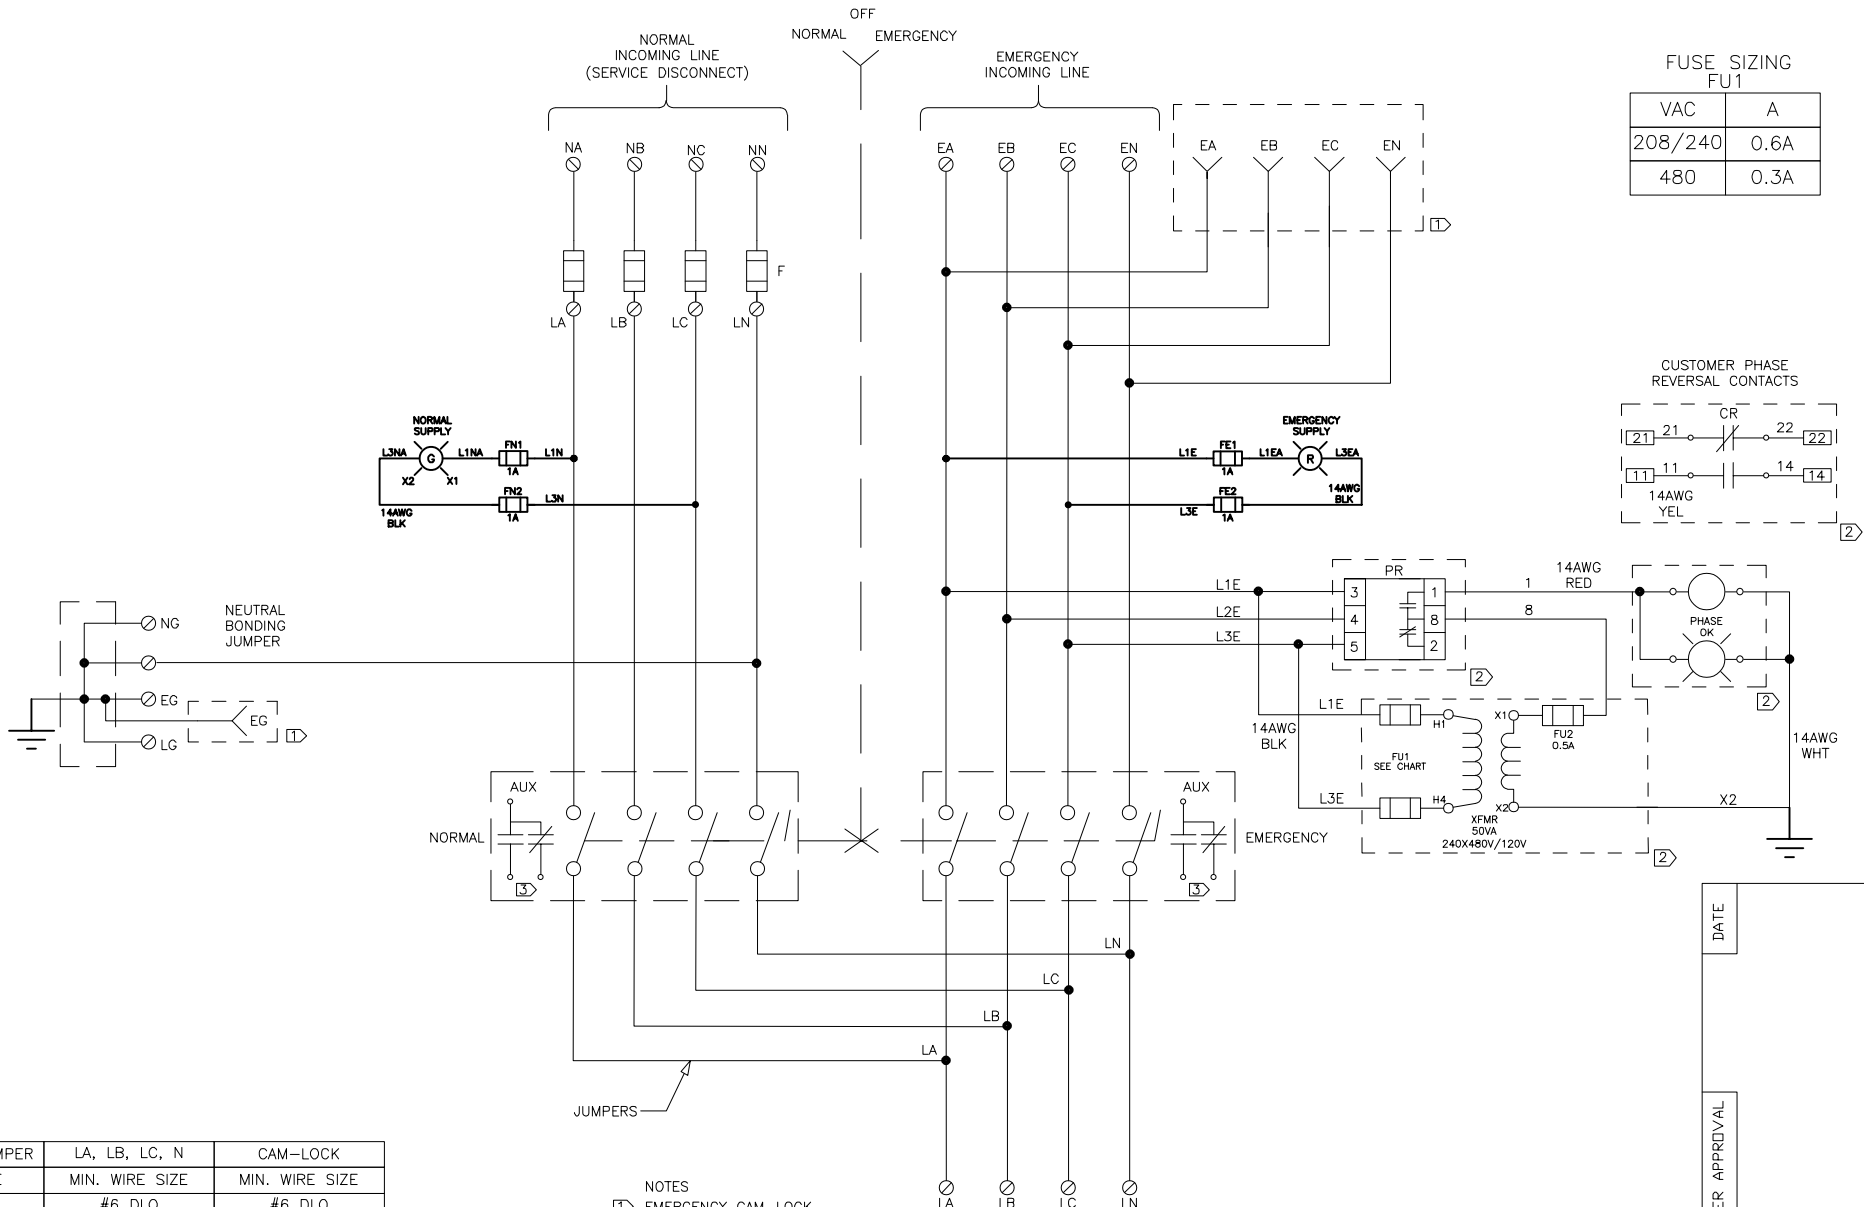 OFF
NORMAL EMERGENCY
NORMAL
INCOMING LINE
(SERVICE DISCONNECT)
EMERGENCY
INCOMING LINE
FUSE SIZING
FU1
VAC A
208/240 0.6A
480 0.3A
NA NB NC NN
EA EB EC EN
EA EB EC EN
1
F
LA LB LC LN
CUSTOMER PHASE
REVERSAL CONTACTS
CR
21 21 22 22
11 11 14 14
14AWG
YEL
2
NORMAL
SUPPLY
L3NA G L1NA FN1 L1N
X2 X1 1A
FN2 L3N
14AWG
BLK
1A
EMERGENCY
SUPPLY
L1E FE1 L1EA R L3EA
1A
14AWG
BLK
L3E FE2
1A
NEUTRAL
BONDING
JUMPER
NG
EG
EG
LG
1
L1E
L2E
L3E
PR
3 1
4 8
5 2
2
1
14AWG
RED
8
PHASE
OK
2
14AWG
WHT
L1E
14AWG
BLK
L3E
H1
FU1
SEE CHART
H4
X1
FU2
0.5A
X2
X2
XFMR
50VA
240X480V/120V
2
AUX
NORMAL
3
AUX
EMERGENCY
3
LN
LC
LB
LA
JUMPERS
DATE
ER APPROVAL
MPER LA, LB, LC, N CAM-LOCK
E MIN. WIRE SIZE MIN. WIRE SIZE
#6 DLO #6 DLO
NOTES
1 EMERGENCY CAM-LOCK
LA LB LC LN